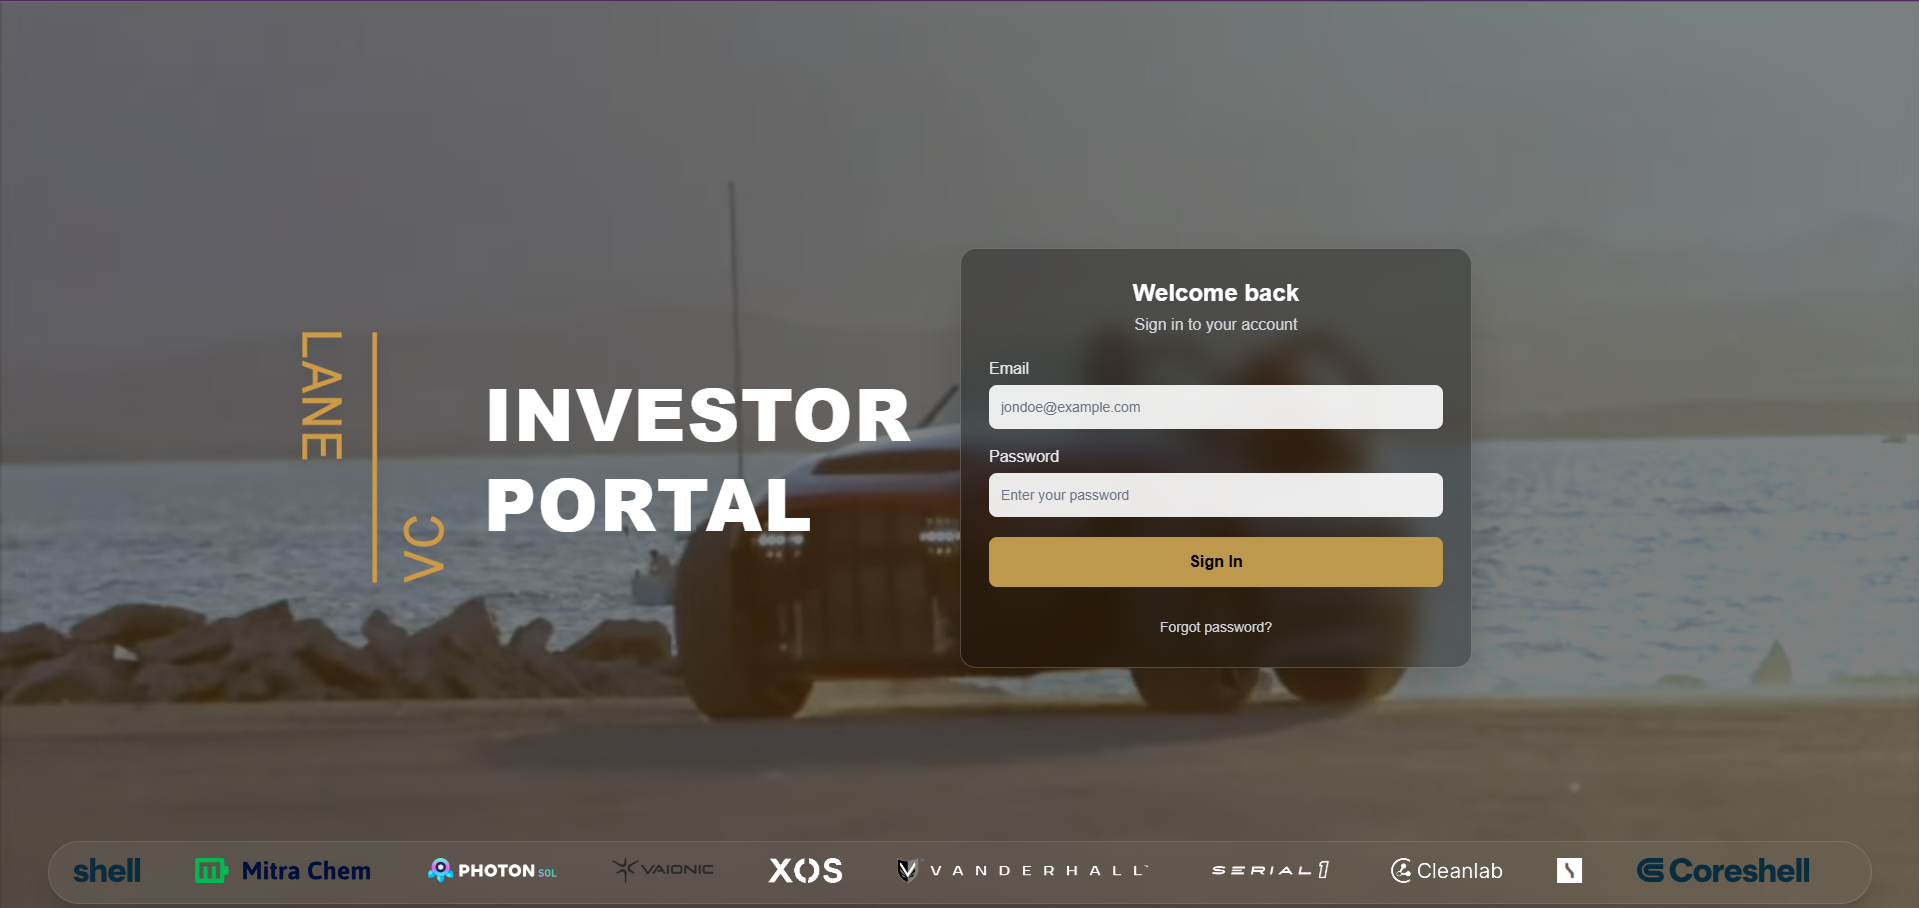 LANE
VC
INVESTOR
PORTAL
Welcome back
Sign in to your account
Email
jondoe@example.com
Password
Enter your password
Sign In
Forgot password?
shell
Mitra Chem
PHOTON SOL
VAIONIC
XOS
VANDERHALL™
SERIAL 1
Cleanlab
Coreshell